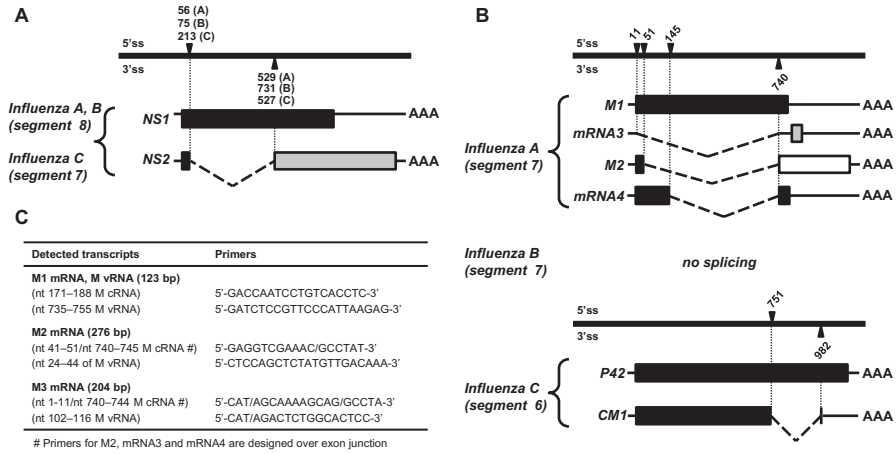 A
56 (A)
75 (B)
213 (C)
5'ss
3'ss
529 (A)
731 (B)
527 (C)
Influenza A, B
(segment 8)
NS1
AAA
Influenza C
(segment 7)
NS2
AAA
B
11
51
145
5'ss
3'ss
740
M1
AAA
mRNA3
AAA
Influenza A
(segment 7)
M2
AAA
mRNA4
AAA
Influenza B
(segment 7)
no splicing
751
5'ss
3'ss
982
P42
AAA
Influenza C
(segment 6)
CM1
AAA
C
Detected transcripts Primers
M1 mRNA, M vRNA (123 bp)
(nt 171–188 M cRNA) 5'-GACCAATCCTGTCACCTC-3'
(nt 735–755 M vRNA) 5'-GATCTCCGTTCCCATTAAGAG-3'
M2 mRNA (276 bp)
(nt 41–51/nt 740–745 M cRNA #) 5'-GAGGTCGAAAC/GCCTAT-3'
(nt 24–44 of M vRNA) 5'-CTCCAGCTCTATGTTGACAAA-3'
M3 mRNA (204 bp)
(nt 1-11/nt 740–744 M cRNA #) 5'-CAT/AGCAAAAGCAG/GCCTA-3'
(nt 102–116 M vRNA) 5'-CAT/AGACTCTGGCACTCC-3'
# Primers for M2, mRNA3 and mRNA4 are designed over exon junction